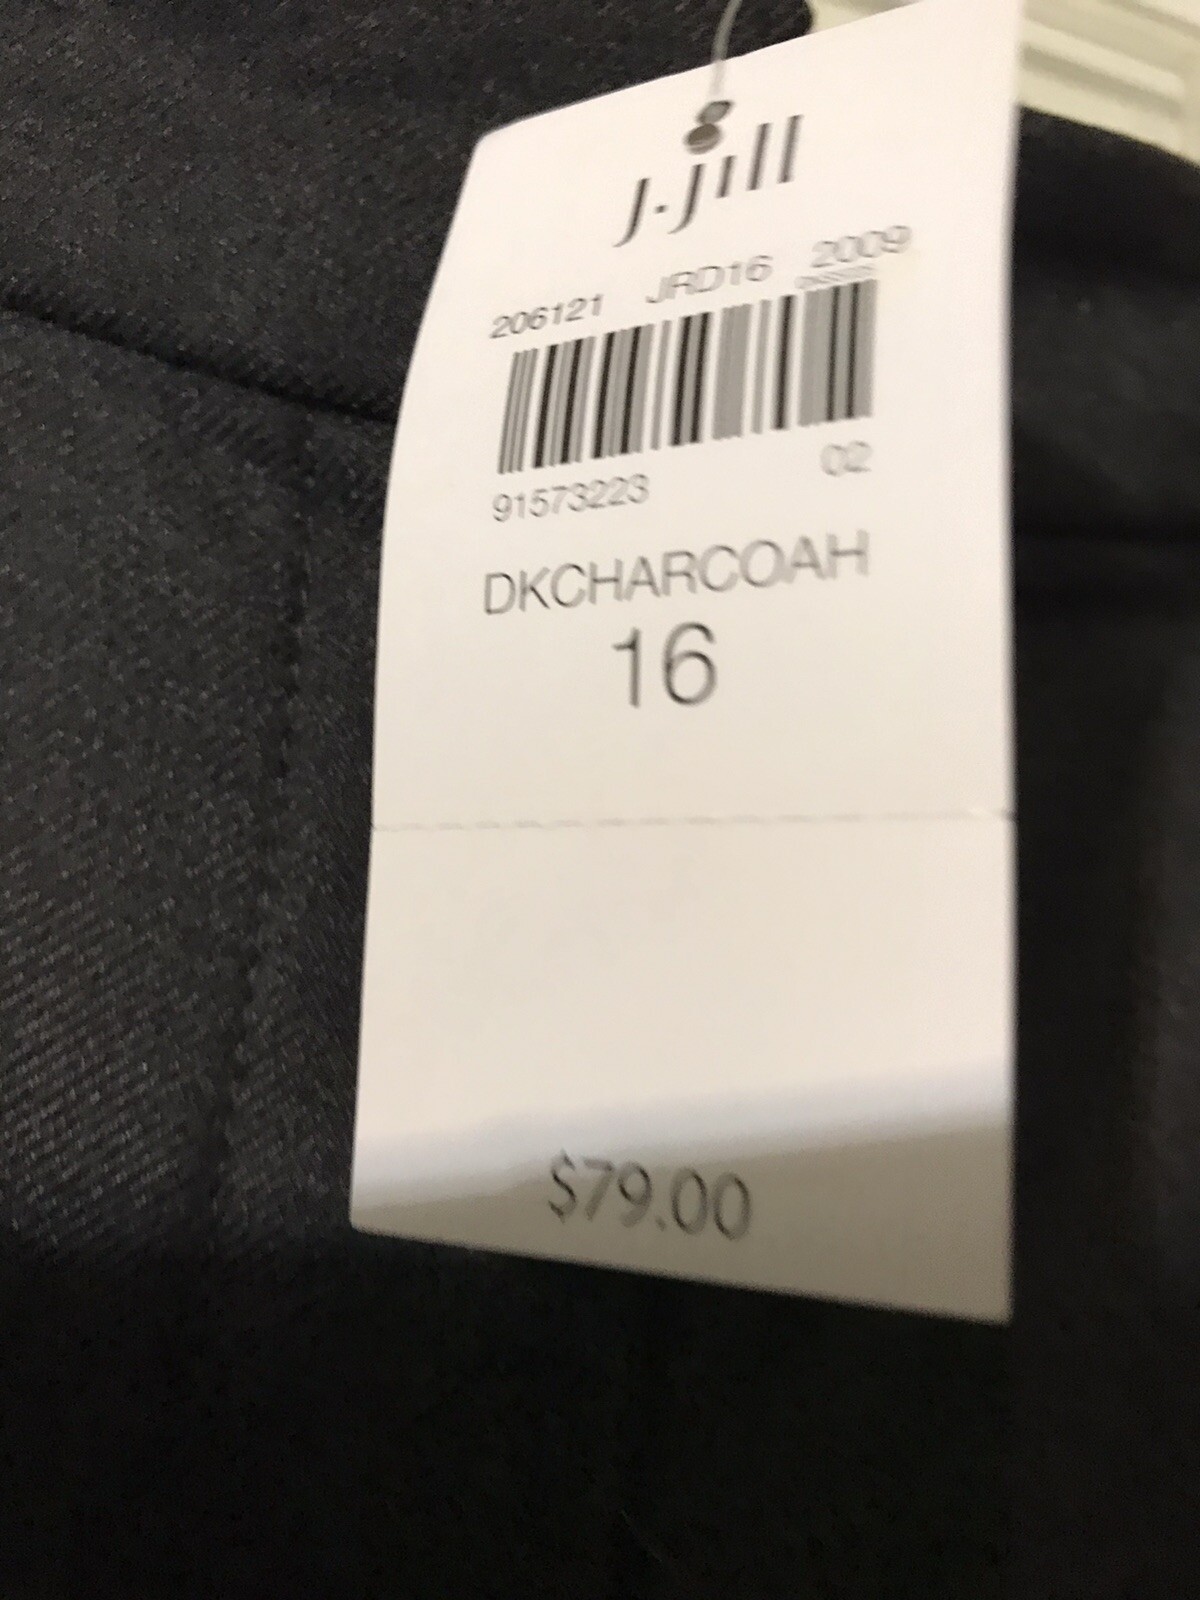 J.Jill
206121 JRD16 2009
91573223 02
DKCHARCOAH
16
$79.00